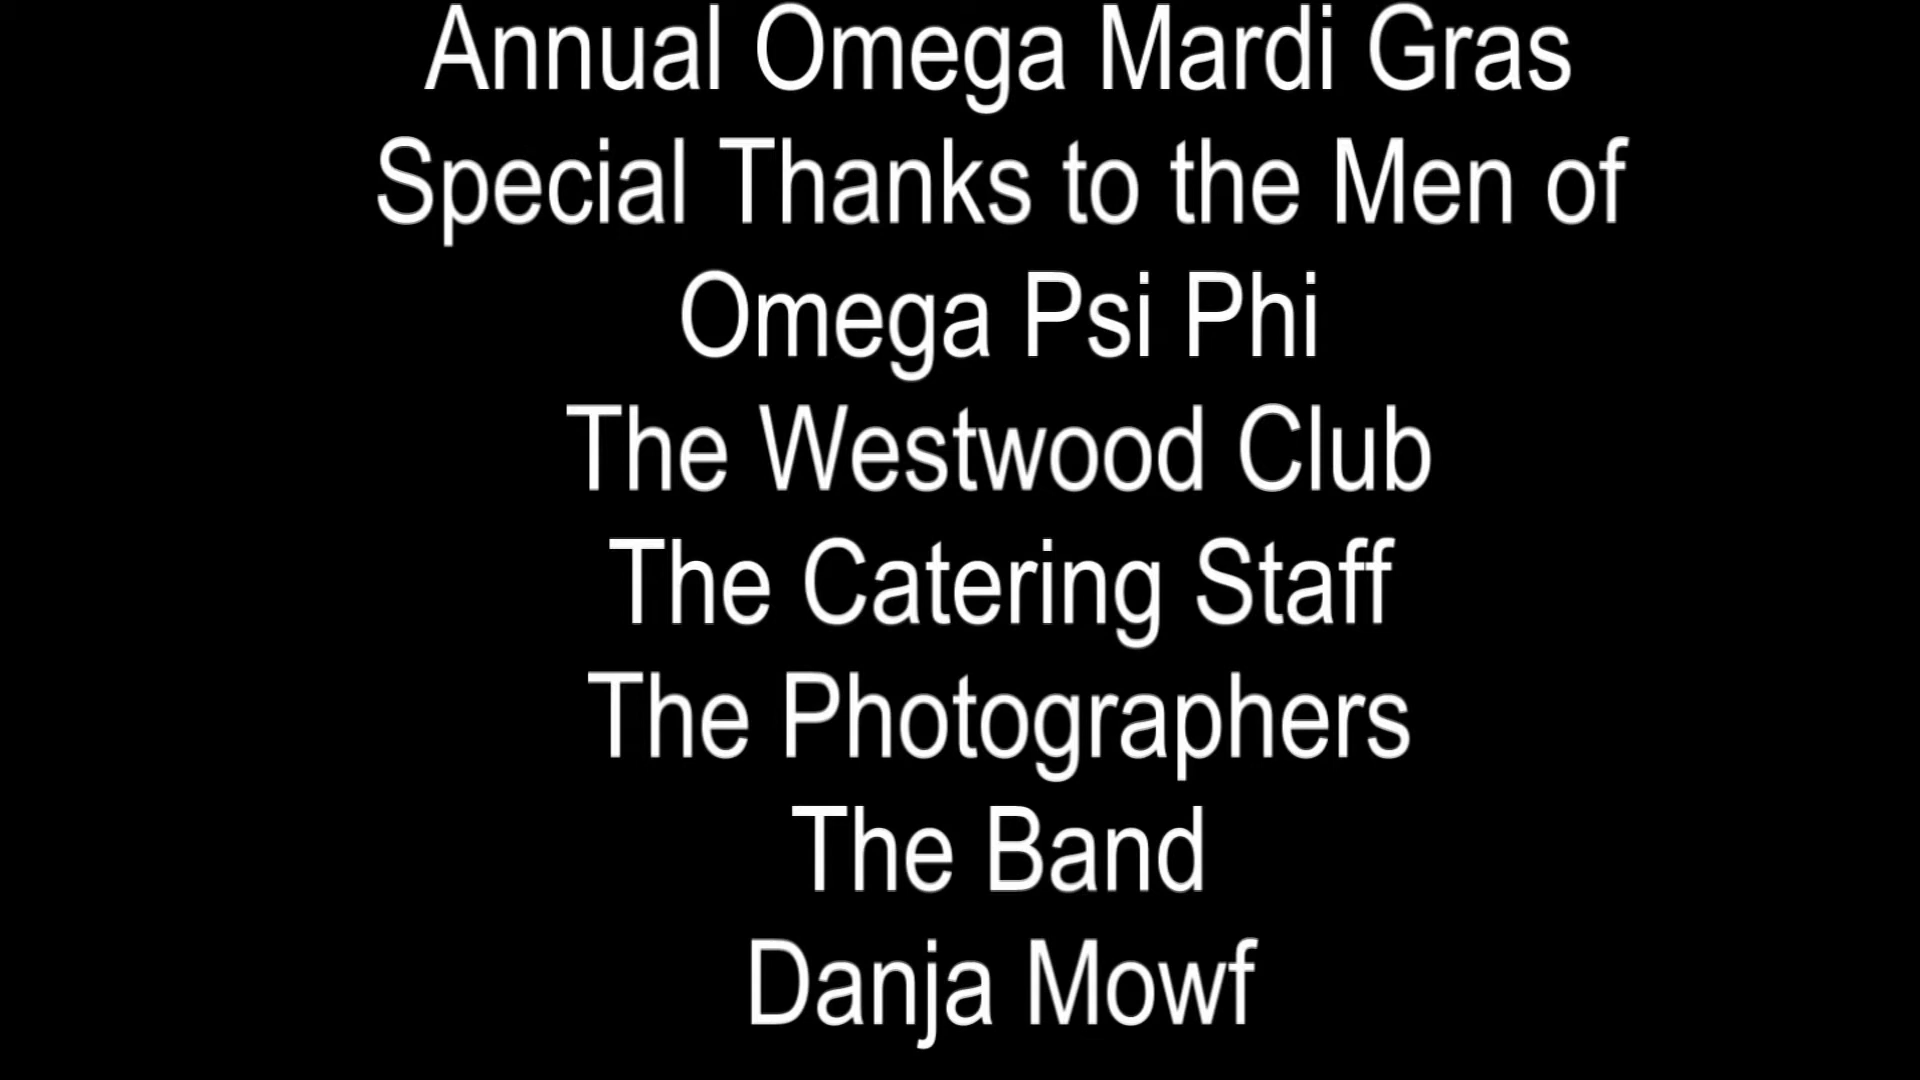 Annual Omega Mardi Gras
Special Thanks to the Men of
Omega Psi Phi
The Westwood Club
The Catering Staff
The Photographers
The Band
Danja Mowf